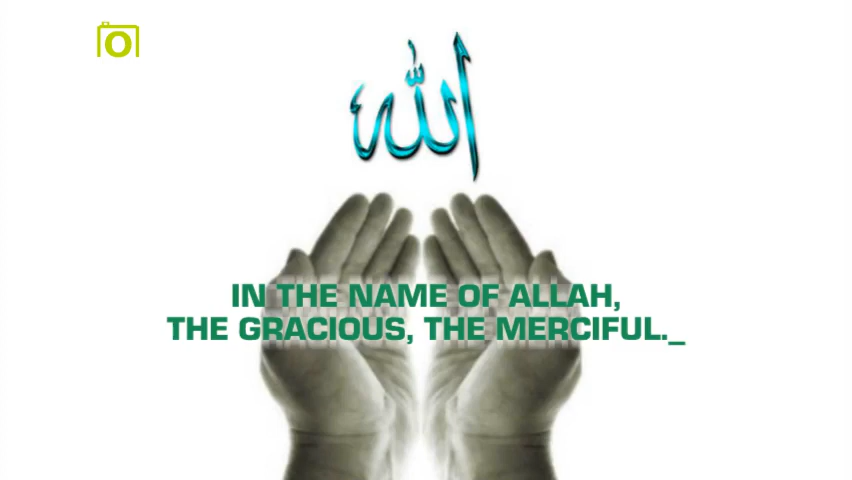 الله
IN THE NAME OF ALLAH,
THE GRACIOUS, THE MERCIFUL._